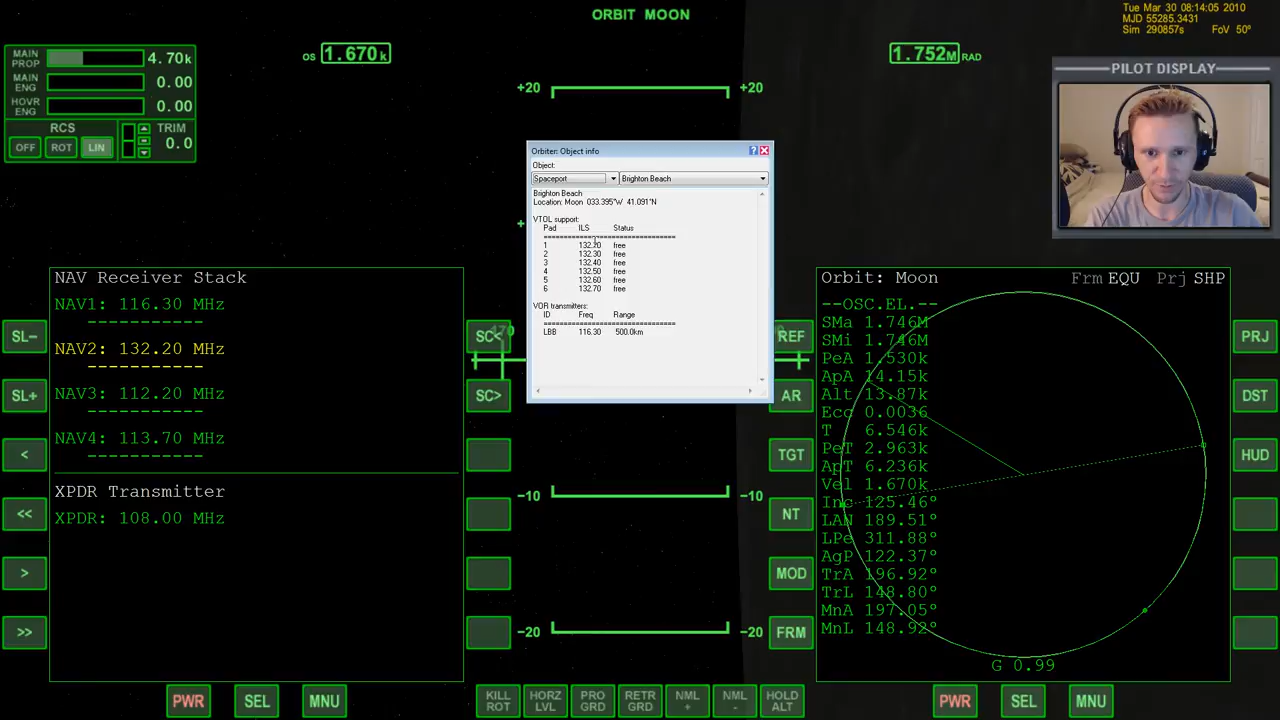 ORBIT MOON
Tue Mar 30 08:14:05 2010
MJD 55285.3431
Sim 290857s FoV 50°
MAIN PROP 4.70k
MAIN ENG 0.00
HOVR ENG 0.00
RCS TRIM
OFF ROT LIN 0.0
OS 1.670k
1.752M RAD
PILOT DISPLAY
+20 +20
Orbiter: Object info
Object:
Spaceport Brighton Beach
Brighton Beach
Location: Moon 033.395°W 41.091°N
VTOL support:
Pad ILS Status
====================================
1 132.20 free
2 132.30 free
3 132.40 free
4 132.50 free
5 132.60 free
6 132.70 free
VOR transmitters:
ID Freq Range
====================================
LBB 116.30 500.0km
-10 -10
-20 -20
NAV Receiver Stack
NAV1: 116.30 MHz
-----------
NAV2: 132.20 MHz
-----------
NAV3: 112.20 MHz
-----------
NAV4: 113.70 MHz
-----------
XPDR Transmitter
XPDR: 108.00 MHz
SL-
SL+
<
<<
>
>>
SC<
SC>
PWR SEL MNU
KILL ROT
HORZ LVL
PRO GRD
RETR GRD
NML +
NML -
HOLD ALT
Orbit: Moon Frm EQU Prj SHP
--OSC.EL.--
SMa 1.746M
SMi 1.746M
PeA 1.530k
ApA 14.15k
Alt 13.87k
Ecc 0.0036
T 6.546k
PeT 2.963k
ApT 6.236k
Vel 1.670k
Inc 125.46°
LAN 189.51°
LPe 311.88°
AgP 122.37°
TrA 196.92°
TrL 148.80°
MnA 197.05°
MnL 148.92°
G 0.99
REF
AR
TGT
NT
MOD
FRM
PRJ
DST
HUD
PWR SEL MNU